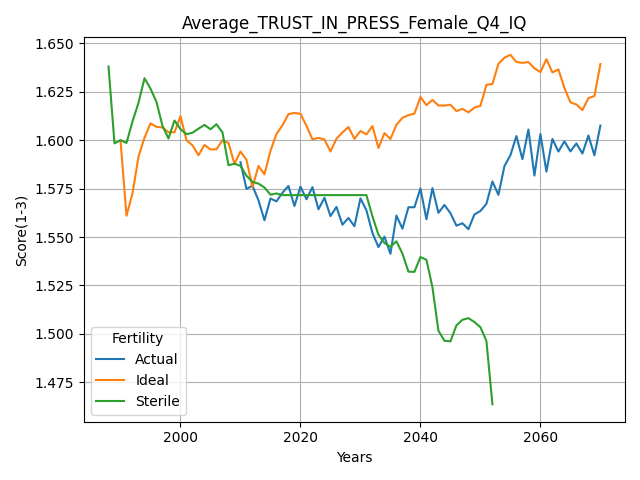 Average_TRUST_IN_PRESS_Female_Q4_IQ
Score(1-3)
1.650
1.625
1.600
1.575
1.550
1.525
1.500
1.475
Fertility
Actual
Ideal
Sterile
2000
2020
2040
2060
Years